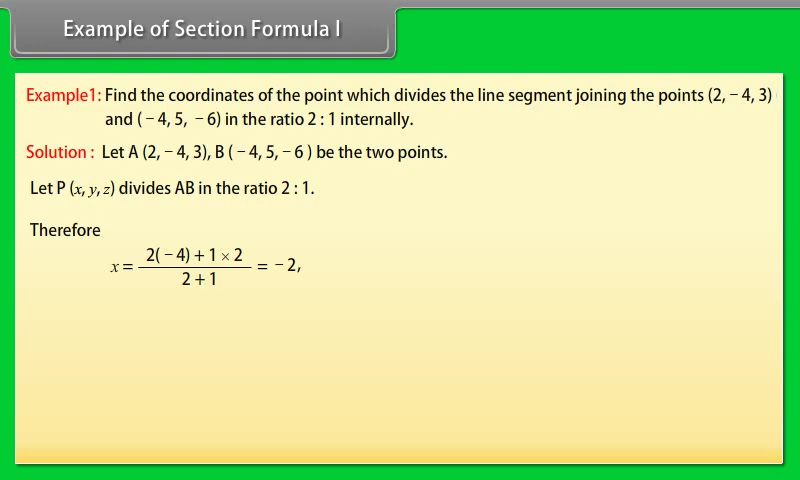 Example of Section Formula I
Example1: Find the coordinates of the point which divides the line segment joining the points (2, − 4, 3)
and ( − 4, 5, − 6) in the ratio 2 : 1 internally.
Solution : Let A (2, − 4, 3), B ( − 4, 5, − 6 ) be the two points.
Let P (x, y, z) divides AB in the ratio 2 : 1.
Therefore
x = 2( − 4) + 1 × 2 / 2 + 1 = − 2,